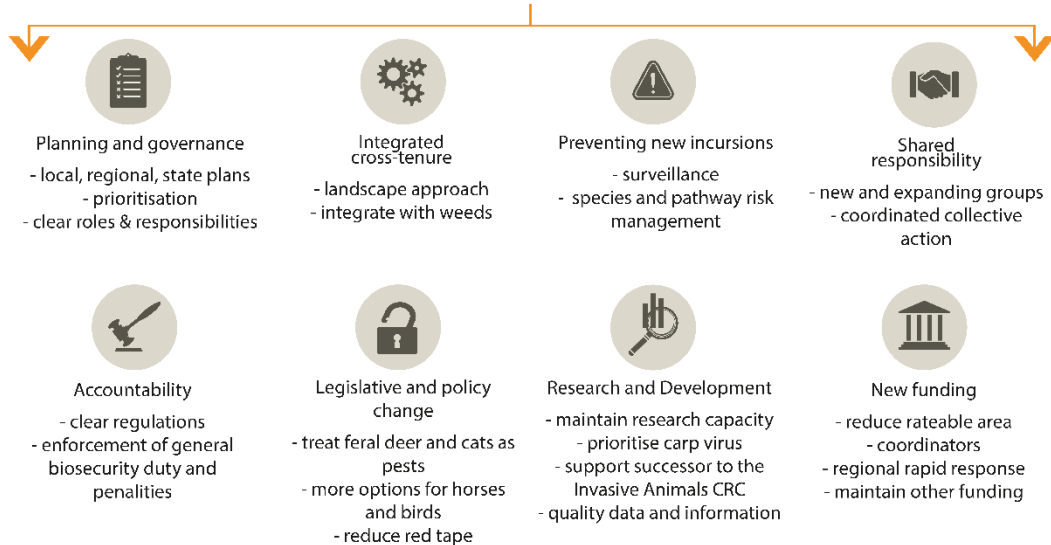 Planning and governance
- local, regional, state plans
- prioritisation
- clear roles & responsibilities
Integrated
cross-tenure
- landscape approach
- integrate with weeds
Preventing new incursions
- surveillance
- species and pathway risk
management
Shared
responsibility
- new and expanding groups
- coordinated collective
action
Accountability
- clear regulations
- enforcement of general
biosecurity duty and
penalities
Legislative and policy
change
- treat feral deer and cats as
pests
- more options for horses
and birds
- reduce red tape
Research and Development
- maintain research capacity
- prioritise carp virus
- support successor to the
Invasive Animals CRC
- quality data and information
New funding
- reduce rateable area
- coordinators
- regional rapid response
- maintain other funding